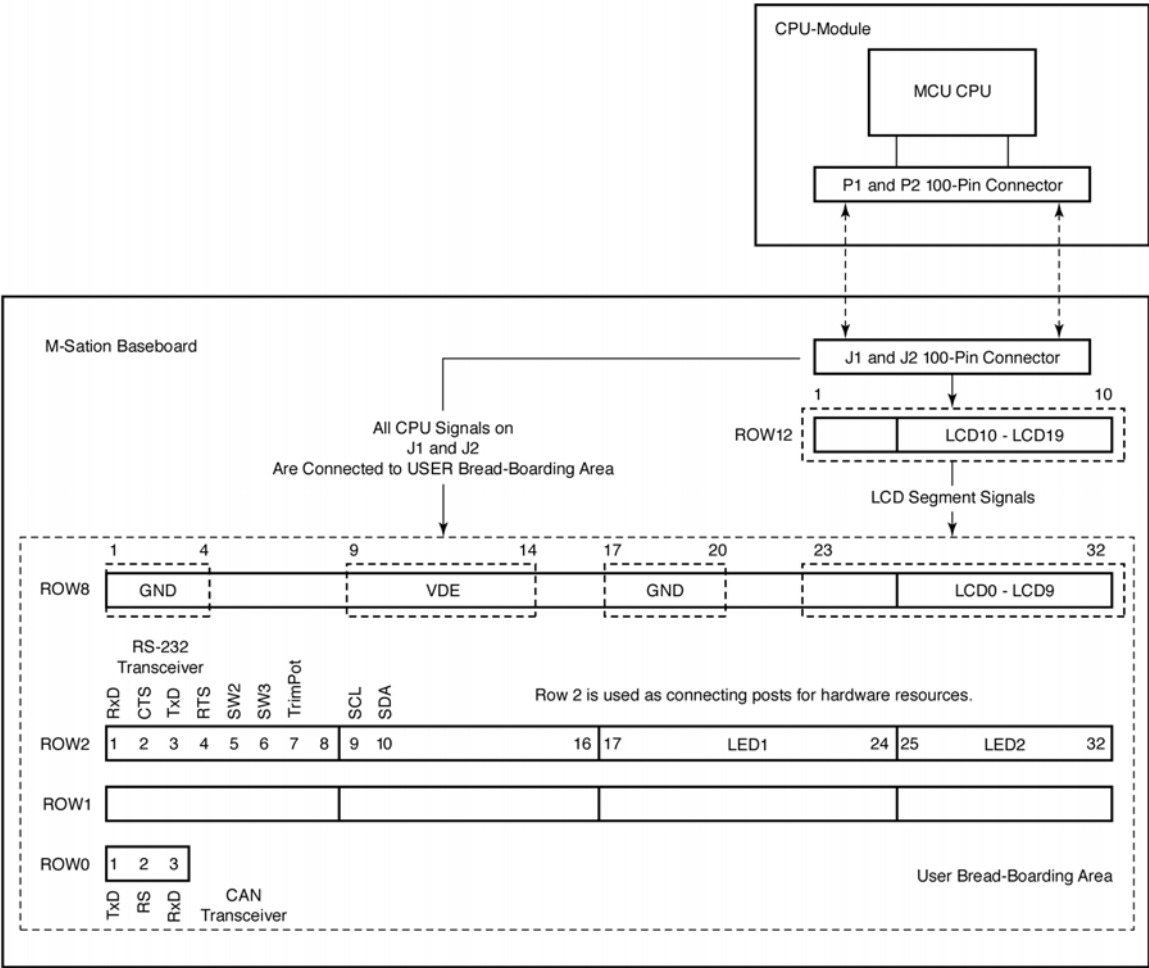 CPU-Module
MCU CPU
P1 and P2 100-Pin Connector
M-Sation Baseboard
J1 and J2 100-Pin Connector
1 10
ROW12 LCD10 - LCD19
All CPU Signals on
J1 and J2
Are Connected to USER Bread-Boarding Area
LCD Segment Signals
1 4 9 14 17 20 23 32
ROW8 GND VDE GND LCD0 - LCD9
RS-232
Transceiver
RxD CTS TxD RTS SW2 SW3 TrimPot SCL SDA
Row 2 is used as connecting posts for hardware resources.
ROW2 1 2 3 4 5 6 7 8 9 10 16 17 LED1 24 25 LED2 32
ROW1
ROW0 1 2 3
TxD RS RxD
CAN
Transceiver
User Bread-Boarding Area